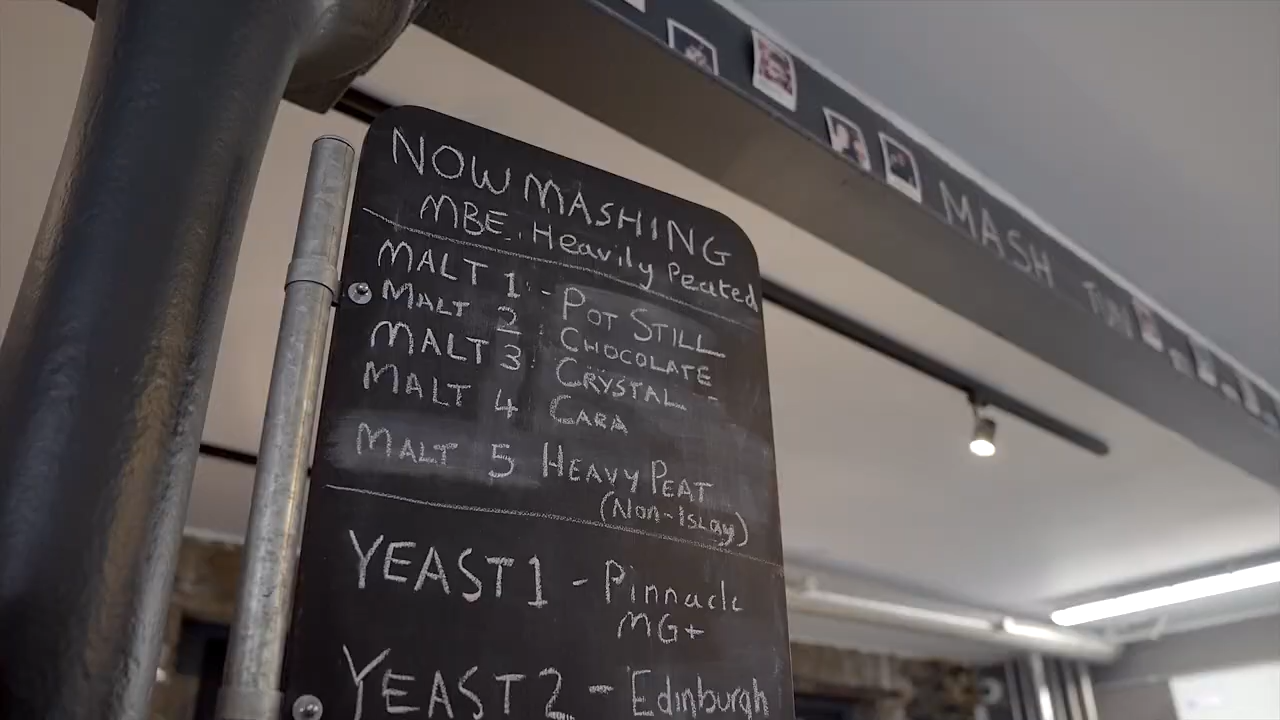 NOW MASHING
MBE. Heavily Peated
MALT 1 - POT STILL
MALT 2 CHOCOLATE
MALT 3 CRYSTAL
MALT 4 CARA
MALT 5 HEAVY PEAT
(Non-Islay)
YEAST 1 - Pinnacle
MG+
YEAST 2 - Edinburgh
MASH TUN